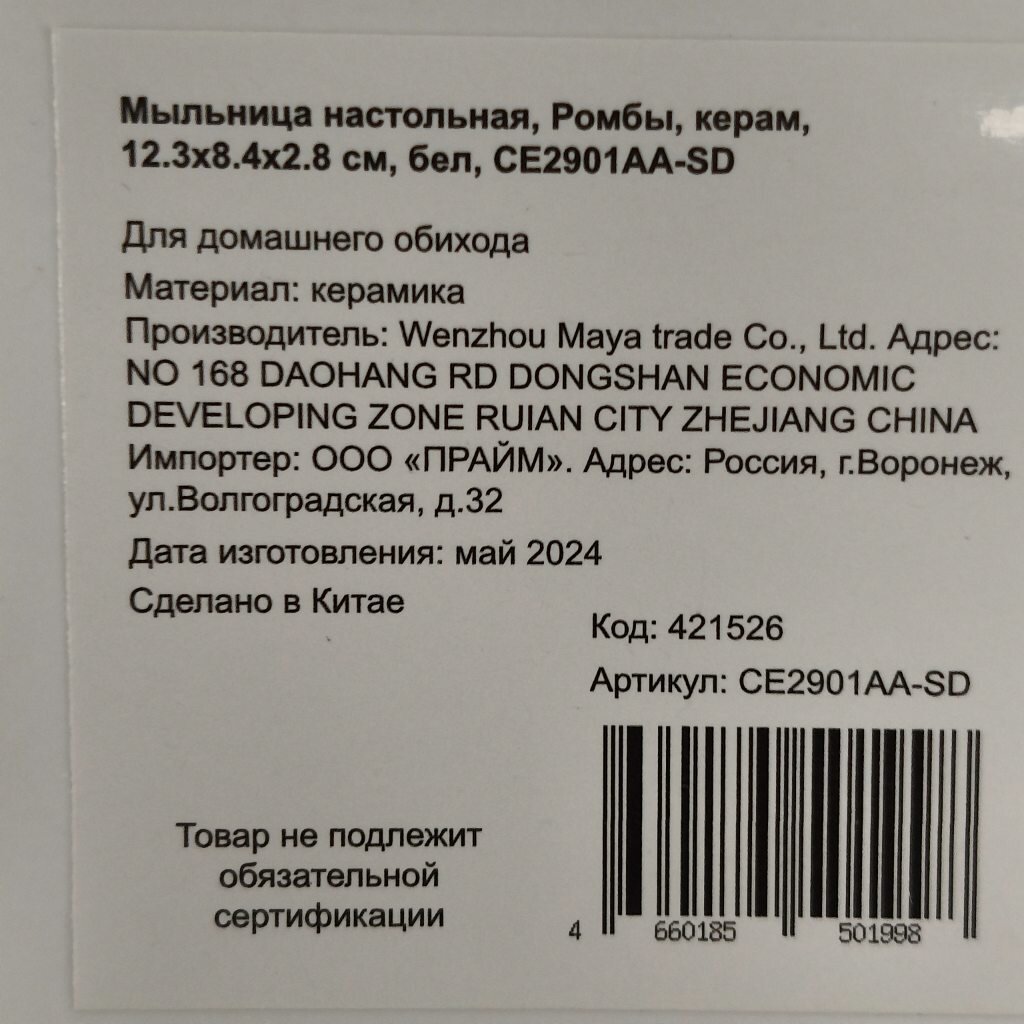 Мыльница настольная, Ромбы, керам,
12.3x8.4x2.8 см, бел, CE2901AA-SD
Для домашнего обихода
Материал: керамика
Производитель: Wenzhou Maya trade Co., Ltd. Адрес:
NO 168 DAOHANG RD DONGSHAN ECONOMIC
DEVELOPING ZONE RUIAN CITY ZHEJIANG CHINA
Импортер: ООО «ПРАЙМ». Адрес: Россия, г.Воронеж,
ул.Волгоградская, д.32
Дата изготовления: май 2024
Сделано в Китае
Код: 421526
Артикул: CE2901AA-SD
Товар не подлежит
обязательной
сертификации
4 660185 501998